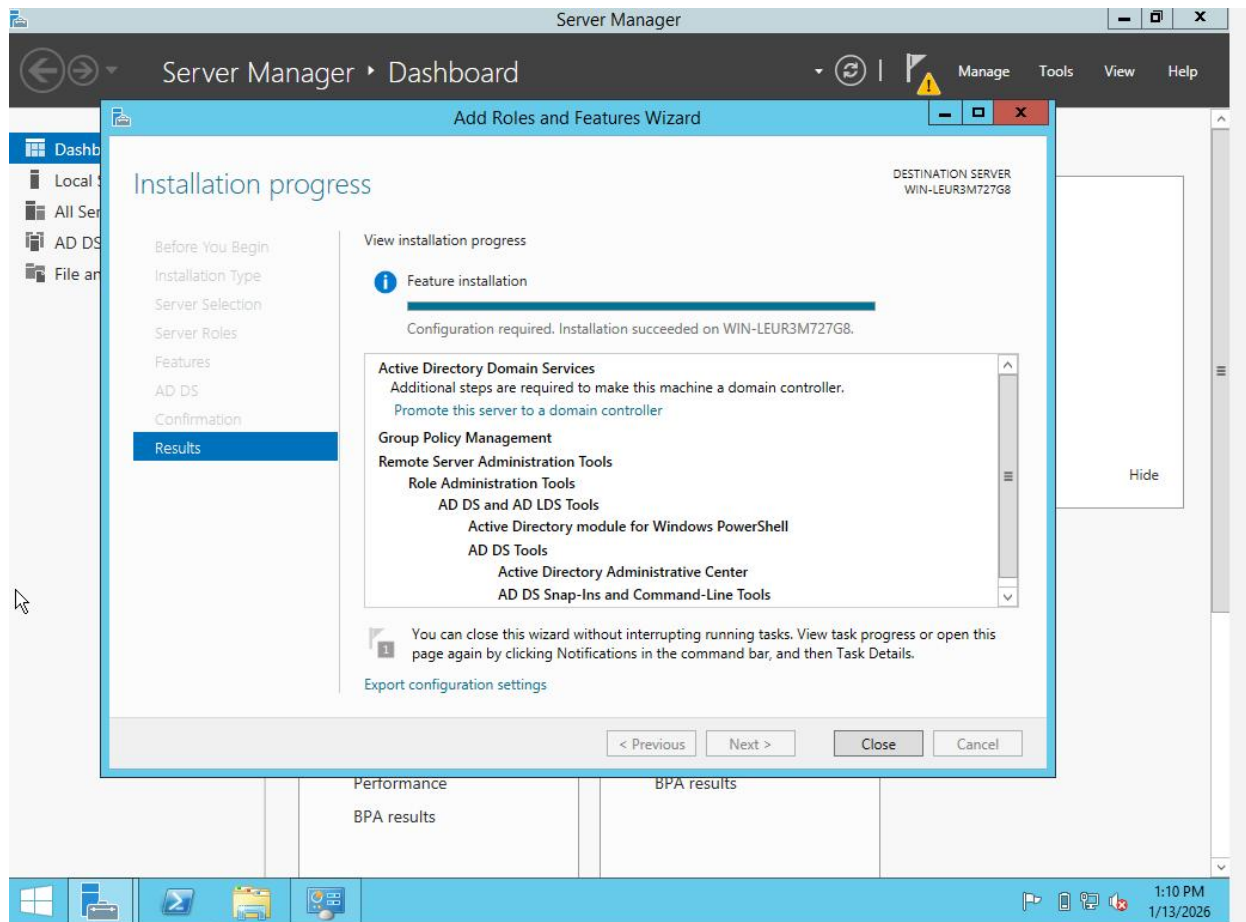 Server Manager
Server Manager • Dashboard
Manage Tools View Help
Add Roles and Features Wizard
Dashb
Local S
All Ser
AD DS
File an
Installation progress
DESTINATION SERVER
WIN-LEUR3M727G8
Before You Begin
Installation Type
Server Selection
Server Roles
Features
AD DS
Confirmation
Results
View installation progress
Feature installation
Configuration required. Installation succeeded on WIN-LEUR3M727G8.
Active Directory Domain Services
Additional steps are required to make this machine a domain controller.
Promote this server to a domain controller
Group Policy Management
Remote Server Administration Tools
Role Administration Tools
AD DS and AD LDS Tools
Active Directory module for Windows PowerShell
AD DS Tools
Active Directory Administrative Center
AD DS Snap-Ins and Command-Line Tools
1
You can close this wizard without interrupting running tasks. View task progress or open this
page again by clicking Notifications in the command bar, and then Task Details.
Export configuration settings
< Previous Next > Close Cancel
Hide
Performance BPA results
BPA results
1:10 PM
1/13/2026